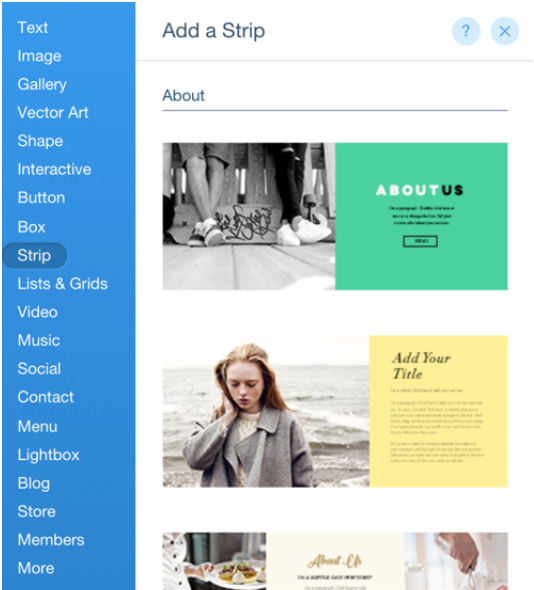 Text
Image
Gallery
Vector Art
Shape
Interactive
Button
Box
Strip
Lists & Grids
Video
Music
Social
Contact
Menu
Lightbox
Blog
Store
Members
More
Add a Strip
?
About
ABOUTUS
Add Your
Title
About Us